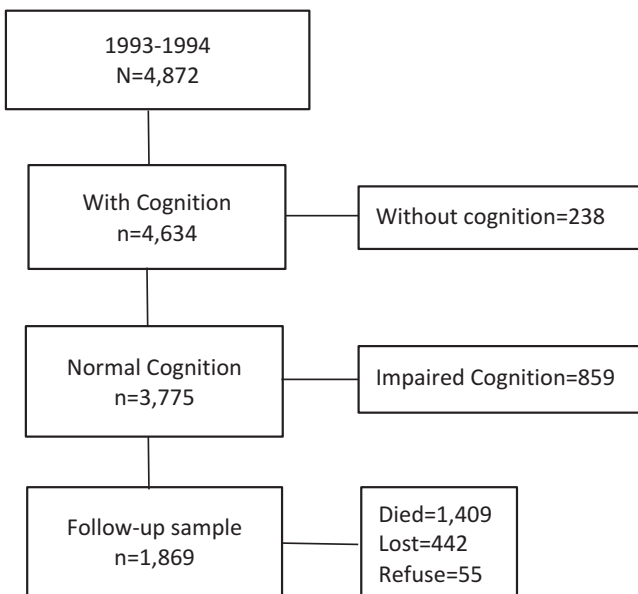 1993-1994
N=4,872
With Cognition
n=4,634
Without cognition=238
Normal Cognition
n=3,775
Impaired Cognition=859
Follow-up sample
n=1,869
Died=1,409
Lost=442
Refuse=55